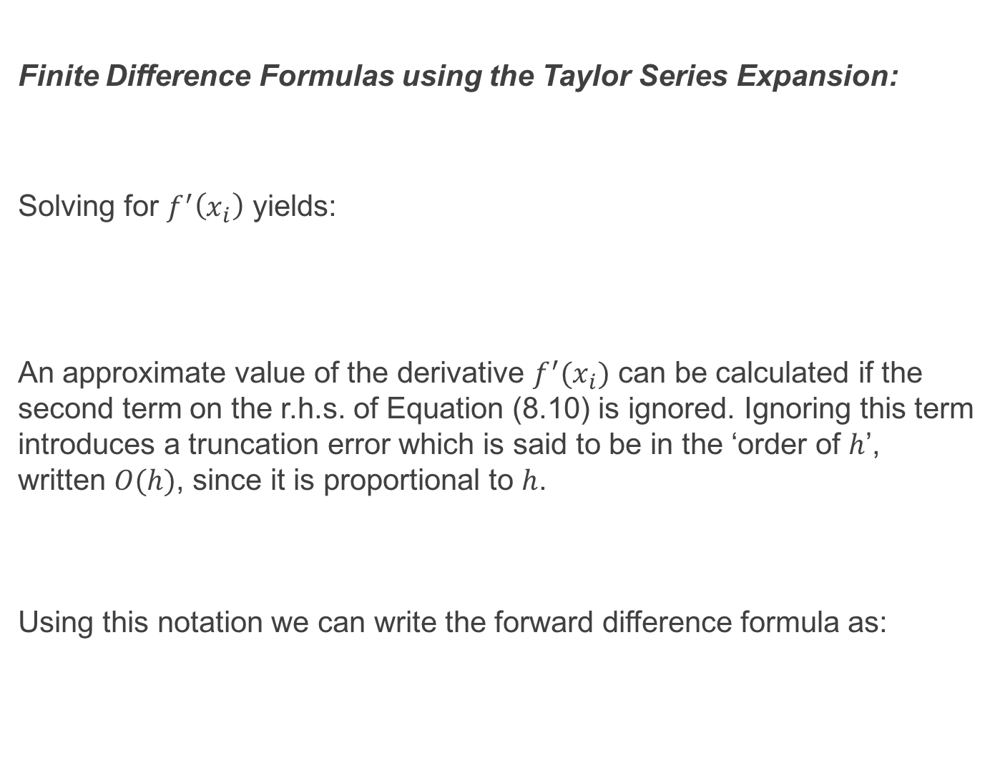 Finite Difference Formulas using the Taylor Series Expansion:
Solving for 𝑓′(𝑥ᵢ) yields:
An approximate value of the derivative 𝑓′(𝑥ᵢ) can be calculated if the
second term on the r.h.s. of Equation (8.10) is ignored. Ignoring this term
introduces a truncation error which is said to be in the ‘order of ℎ’,
written 𝑂(ℎ), since it is proportional to ℎ.
Using this notation we can write the forward difference formula as: